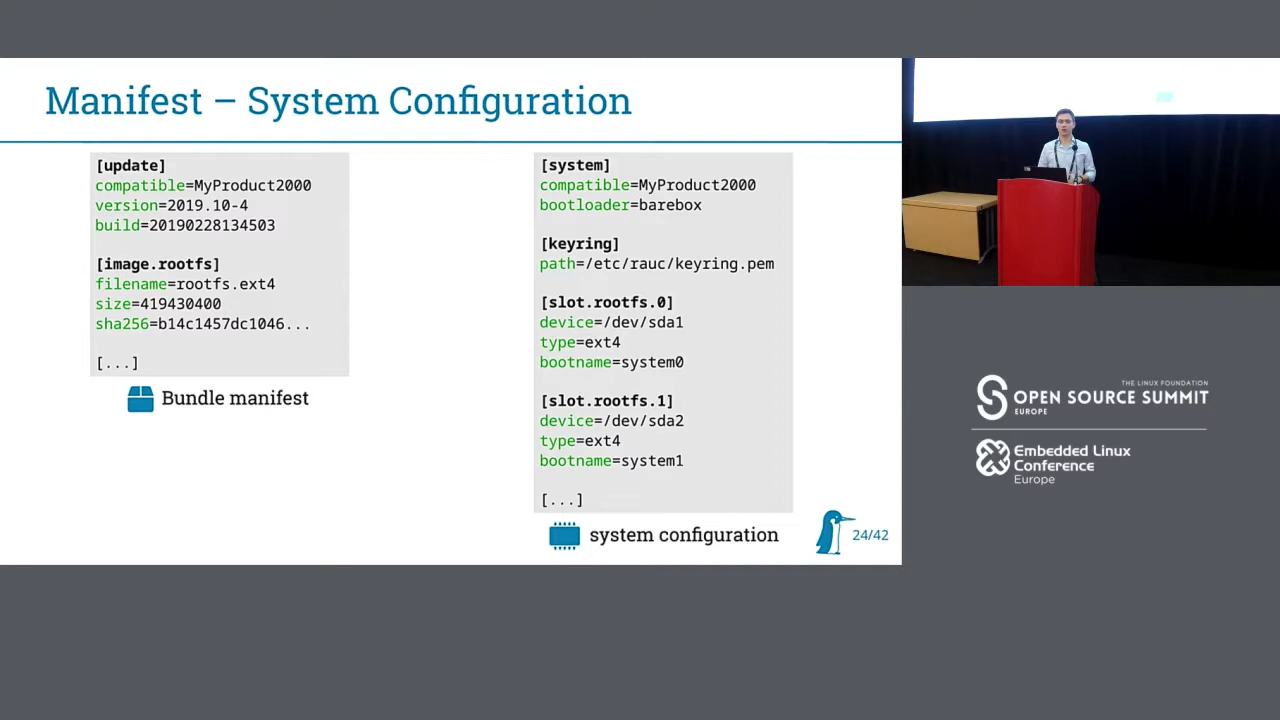 Manifest – System Configuration
[update]
compatible=MyProduct2000
version=2019.10-4
build=20190228134503
[image.rootfs]
filename=rootfs.ext4
size=419430400
sha256=b14c1457dc1046...
[...]
Bundle manifest
[system]
compatible=MyProduct2000
bootloader=barebox
[keyring]
path=/etc/rauc/keyring.pem
[slot.rootfs.0]
device=/dev/sda1
type=ext4
bootname=system0
[slot.rootfs.1]
device=/dev/sda2
type=ext4
bootname=system1
[...]
system configuration
24/42
THE LINUX FOUNDATION
OPEN SOURCE SUMMIT
EUROPE
Embedded Linux
Conference
Europe